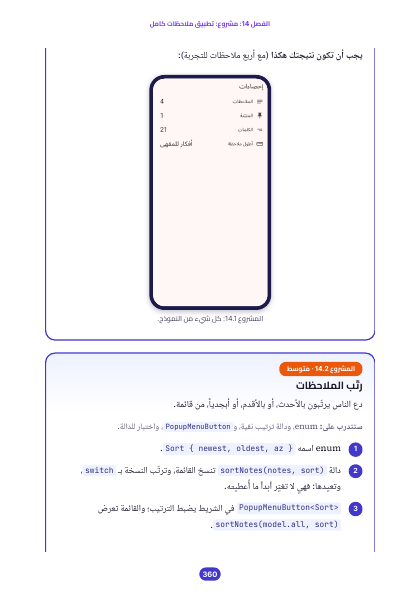 الفصل 14: مشروع: تطبيق ملاحظات كامل
يجب أن تكون نتيجتك هكذا (مع أربع ملاحظات للتجربة):
إحصاءات
الملاحظات 4
المثبتة 1
الكلمات 21
أطول ملاحظة أفكار للمقهى
المشروع 14.1: كل شيء من النموذج.
المشروع 14.2 · متوسط
رتّب الملاحظات
دع الناس يرتّبون بالأحدث، أو بالأقدم، أو أبجديا، من قائمة.
ستتدرب على: enum، ودالة ترتيب نقية، و PopupMenuButton، واختبار للدالة.
1 enum اسمه Sort { newest, oldest, az }.
2 دالة sortNotes(notes, sort) تنسخ القائمة، وترتّب النسخة بـ switch،
وتعيدها؛ فهي لا تغيّر أبدا ما أُعطيته.
3 PopupMenuButton<Sort> في الشريط يضبط الترتيب؛ والقائمة تعرض
sortNotes(model.all, sort).
360